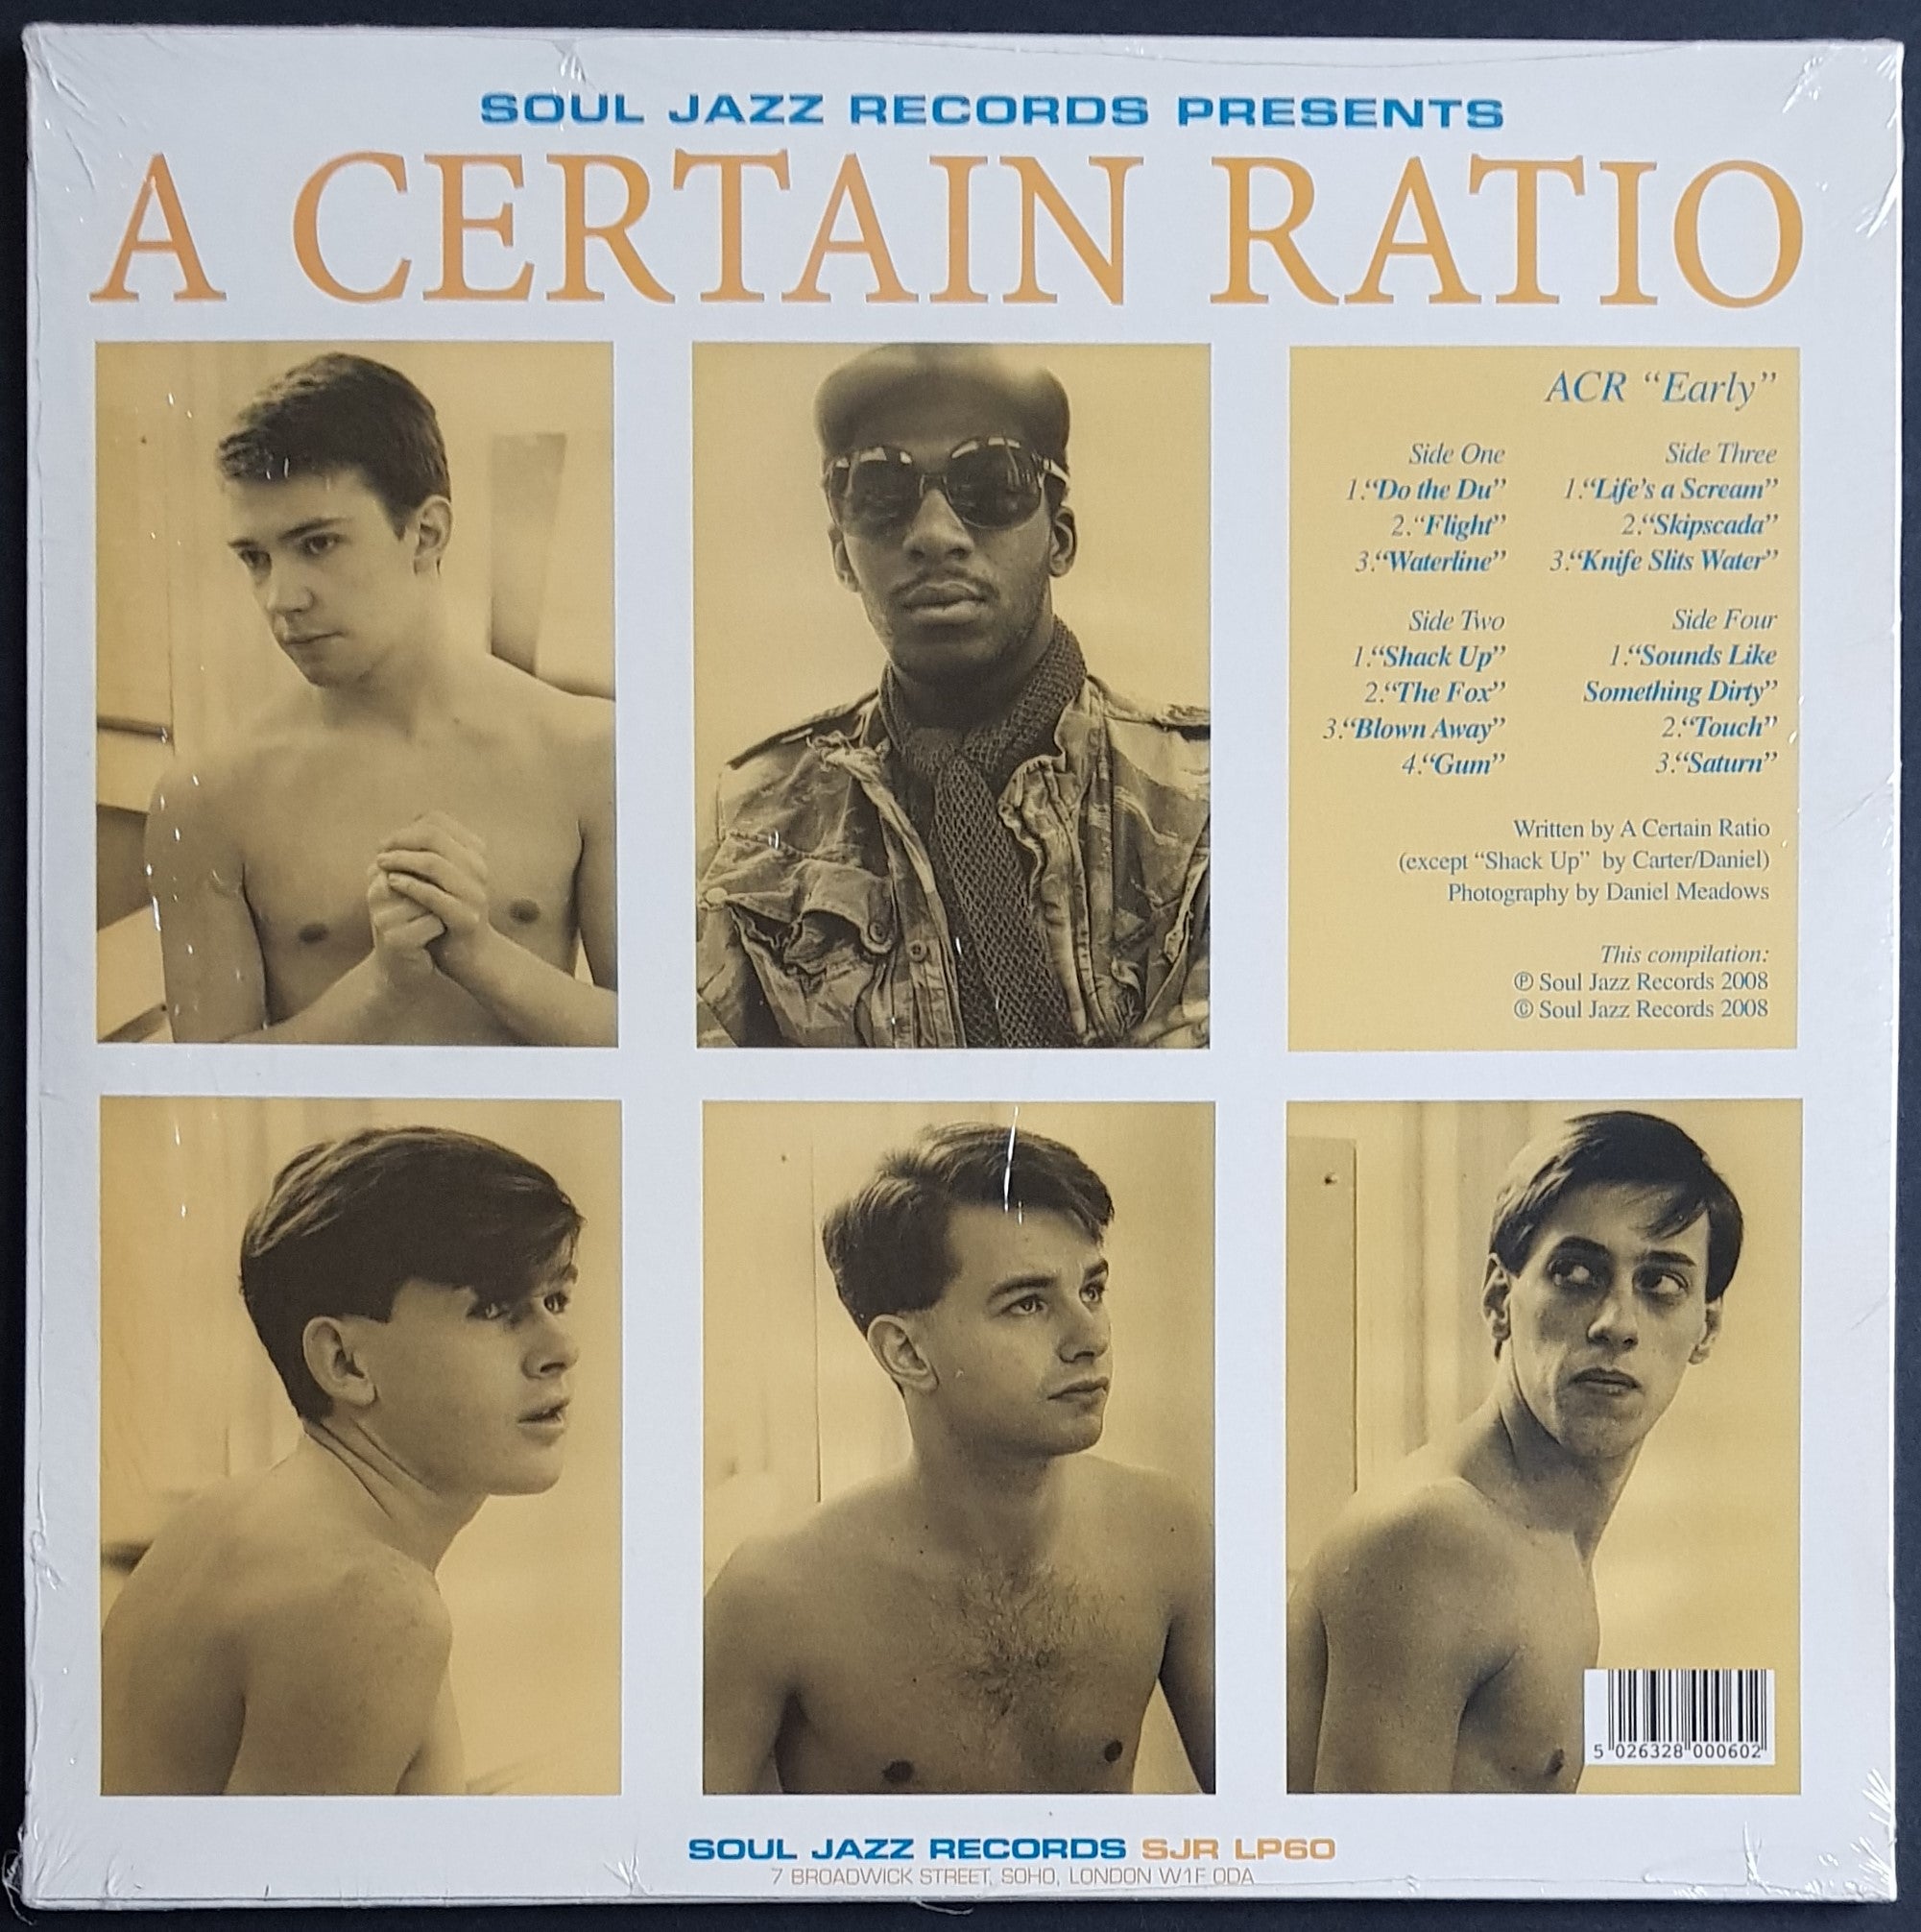 SOUL JAZZ RECORDS PRESENTS
A CERTAIN RATIO
ACR “Early”
Side One
1.“Do the Du”
2.“Flight”
3.“Waterline”
Side Two
1.“Shack Up”
2.“The Fox”
3.“Blown Away”
4.“Gum”
Side Three
1.“Life’s a Scream”
2.“Skipscada”
3.“Knife Slits Water”
Side Four
1.“Sounds Like
Something Dirty”
2.“Touch”
3.“Saturn”
Written by A Certain Ratio
(except “Shack Up” by Carter/Daniel)
Photography by Daniel Meadows
This compilation:
℗ Soul Jazz Records 2008
© Soul Jazz Records 2008
5 026328 000602
SOUL JAZZ RECORDS SJR LP60
7 BROADWICK STREET, SOHO, LONDON W1F 0DA